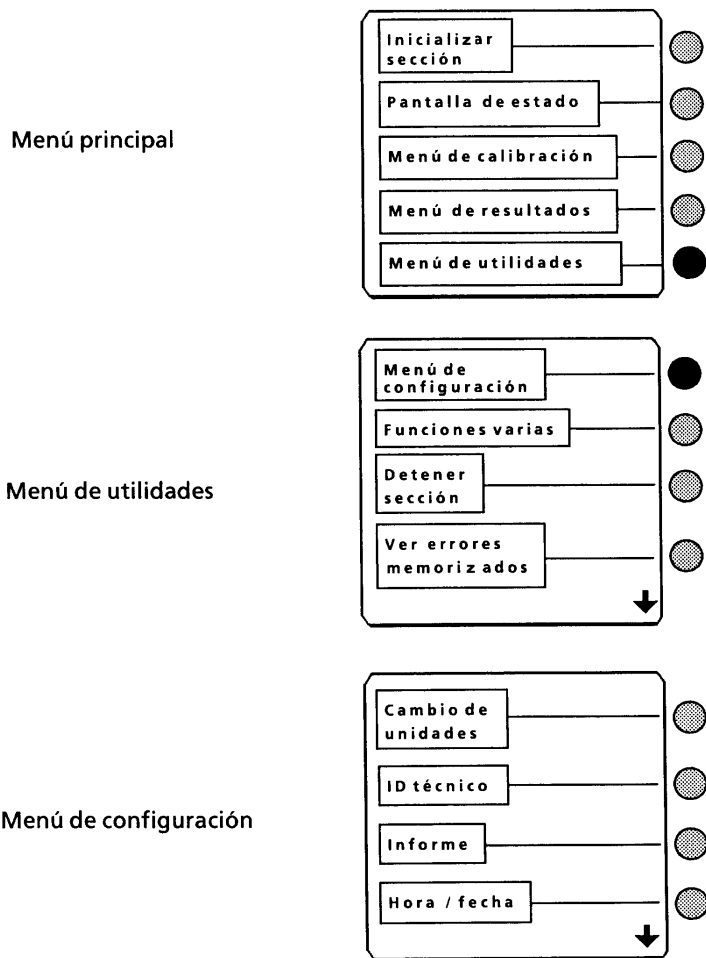 Menú principal
Inicializar
sección
Pantalla de estado
Menú de calibración
Menú de resultados
Menú de utilidades
Menú de utilidades
Menú de
configuración
Funciones varias
Detener
sección
Ver errores
memorizados
Menú de configuración
Cambio de
unidades
ID técnico
Informe
Hora / fecha